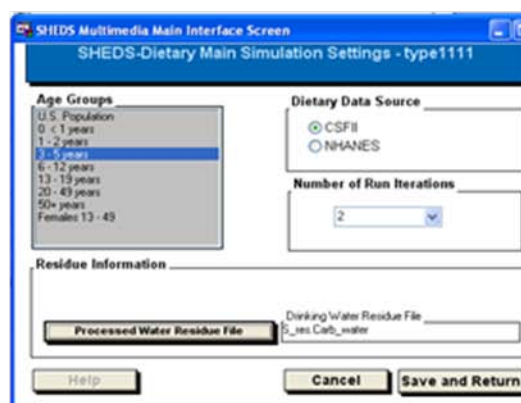 SHEDS Multimedia Main Interface Screen
SHEDS-Dietary Main Simulation Settings - type1111
Age Groups
U.S. Population
0 < 1 years
1 - 2 years
3 - 5 years
6 - 12 years
13 - 19 years
20 - 49 years
50+ years
Females 13 - 49
Dietary Data Source
CSFII
NHANES
Number of Run Iterations
2
Residue Information
Processed Water Residue File
Drinking Water Residue File
S_res.Carb_water
Help
Cancel
Save and Return